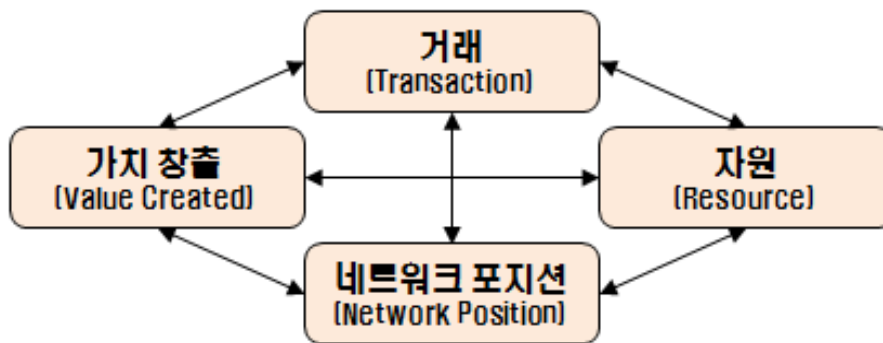 거래
(Transaction)
가치 창출
(Value Created)
자원
(Resource)
네트워크 포지션
(Network Position)